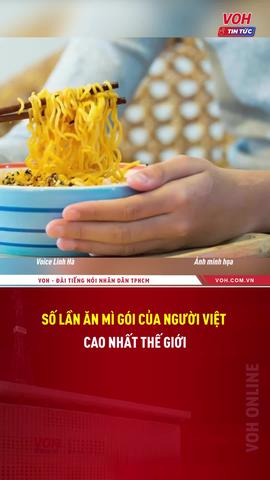 VOH
TIN TỨC
Voice Linh Hà
Ảnh minh họa
VOH - ĐÀI TIẾNG NÓI NHÂN DÂN TPHCM
VOH.COM.VN
SỐ LẦN ĂN MÌ GÓI CỦA NGƯỜI VIỆT
CAO NHẤT THẾ GIỚI
VOH
VOH ONLINE